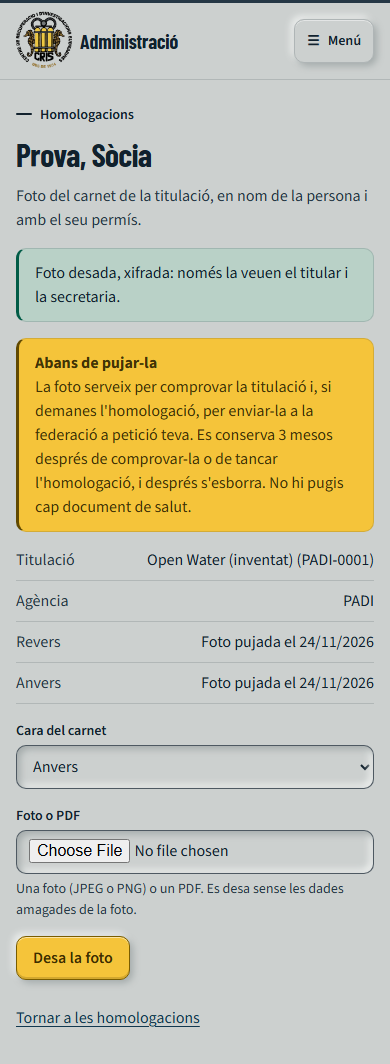 CRIS
Administració
☰ Menú
Homologacions
Prova, Sòcia
Foto del carnet de la titulació, en nom de la persona i
amb el seu permís.
Foto desada, xifrada: només la veuen el titular i
la secretaria.
Abans de pujar-la
La foto serveix per comprovar la titulació i, si
demanes l'homologació, per enviar-la a la
federació a petició teva. Es conserva 3 mesos
després de comprovar-la o de tancar
l'homologació, i després s'esborra. No hi pugis
cap document de salut.
Titulació Open Water (inventat) (PADI-0001)
Agència PADI
Revers Foto pujada el 24/11/2026
Anvers Foto pujada el 24/11/2026
Cara del carnet
Anvers
Foto o PDF
Choose File No file chosen
Una foto (JPEG o PNG) o un PDF. Es desa sense les dades
amagades de la foto.
Desa la foto
Tornar a les homologacions